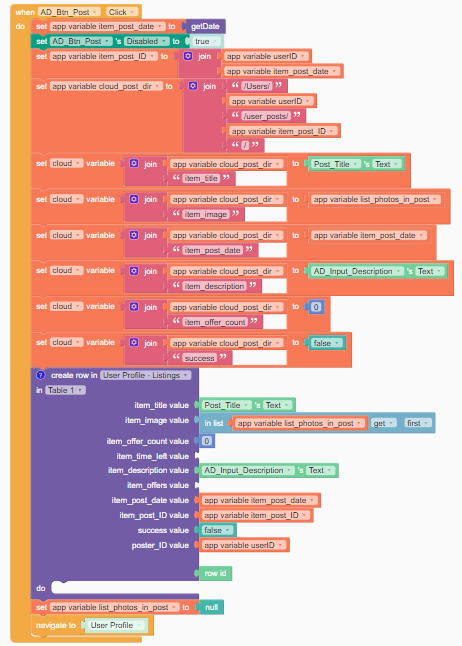 when AD_Btn_Post Click
do set app variable item_post_date to getDate
set AD_Btn_Post 's Disabled to true
set app variable item_post_ID to join app variable userID
app variable item_post_date
set app variable cloud_post_dir to join “ /Users/ ”
app variable userID
“ /user_posts/ ”
app variable item_post_ID
“ / ”
set cloud variable join app variable cloud_post_dir to Post_Title 's Text
“ item_title ”
set cloud variable join app variable cloud_post_dir to app variable list_photos_in_post
“ item_image ”
set cloud variable join app variable cloud_post_dir to app variable item_post_date
“ item_post_date ”
set cloud variable join app variable cloud_post_dir to AD_Input_Description 's Text
“ item_description ”
set cloud variable join app variable cloud_post_dir to 0
“ item_offer_count ”
set cloud variable join app variable cloud_post_dir to false
“ success ”
? create row in User Profile - Listings
in Table 1
item_title value Post_Title 's Text
item_image value in list app variable list_photos_in_post get first
item_offer_count value 0
item_time_left value
item_description value AD_Input_Description 's Text
item_offers value
item_post_date value app variable item_post_date
item_post_ID value app variable item_post_ID
success value false
poster_ID value app variable userID
row id
do
set app variable list_photos_in_post to null
navigate to User Profile